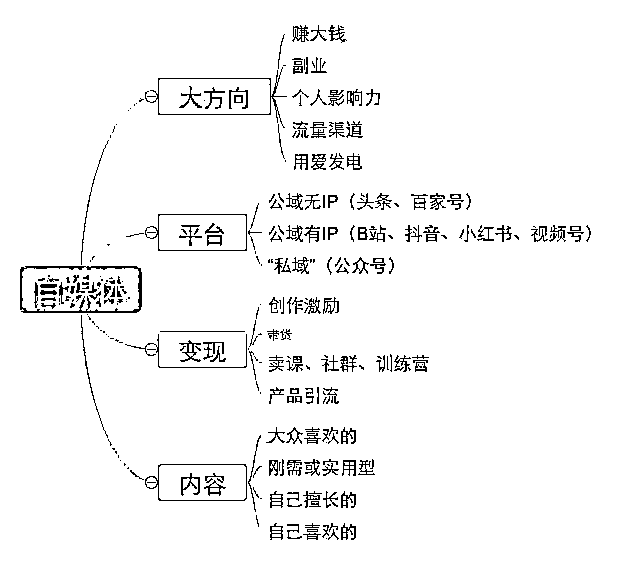 自媒体
大方向
赚大钱
副业
个人影响力
流量渠道
用爱发电
平台
公域无IP（头条、百家号）
公域有IP（B站、抖音、小红书、视频号）
“私域”（公众号）
变现
创作激励
带货
卖课、社群、训练营
产品引流
内容
大众喜欢的
刚需或实用型
自己擅长的
自己喜欢的